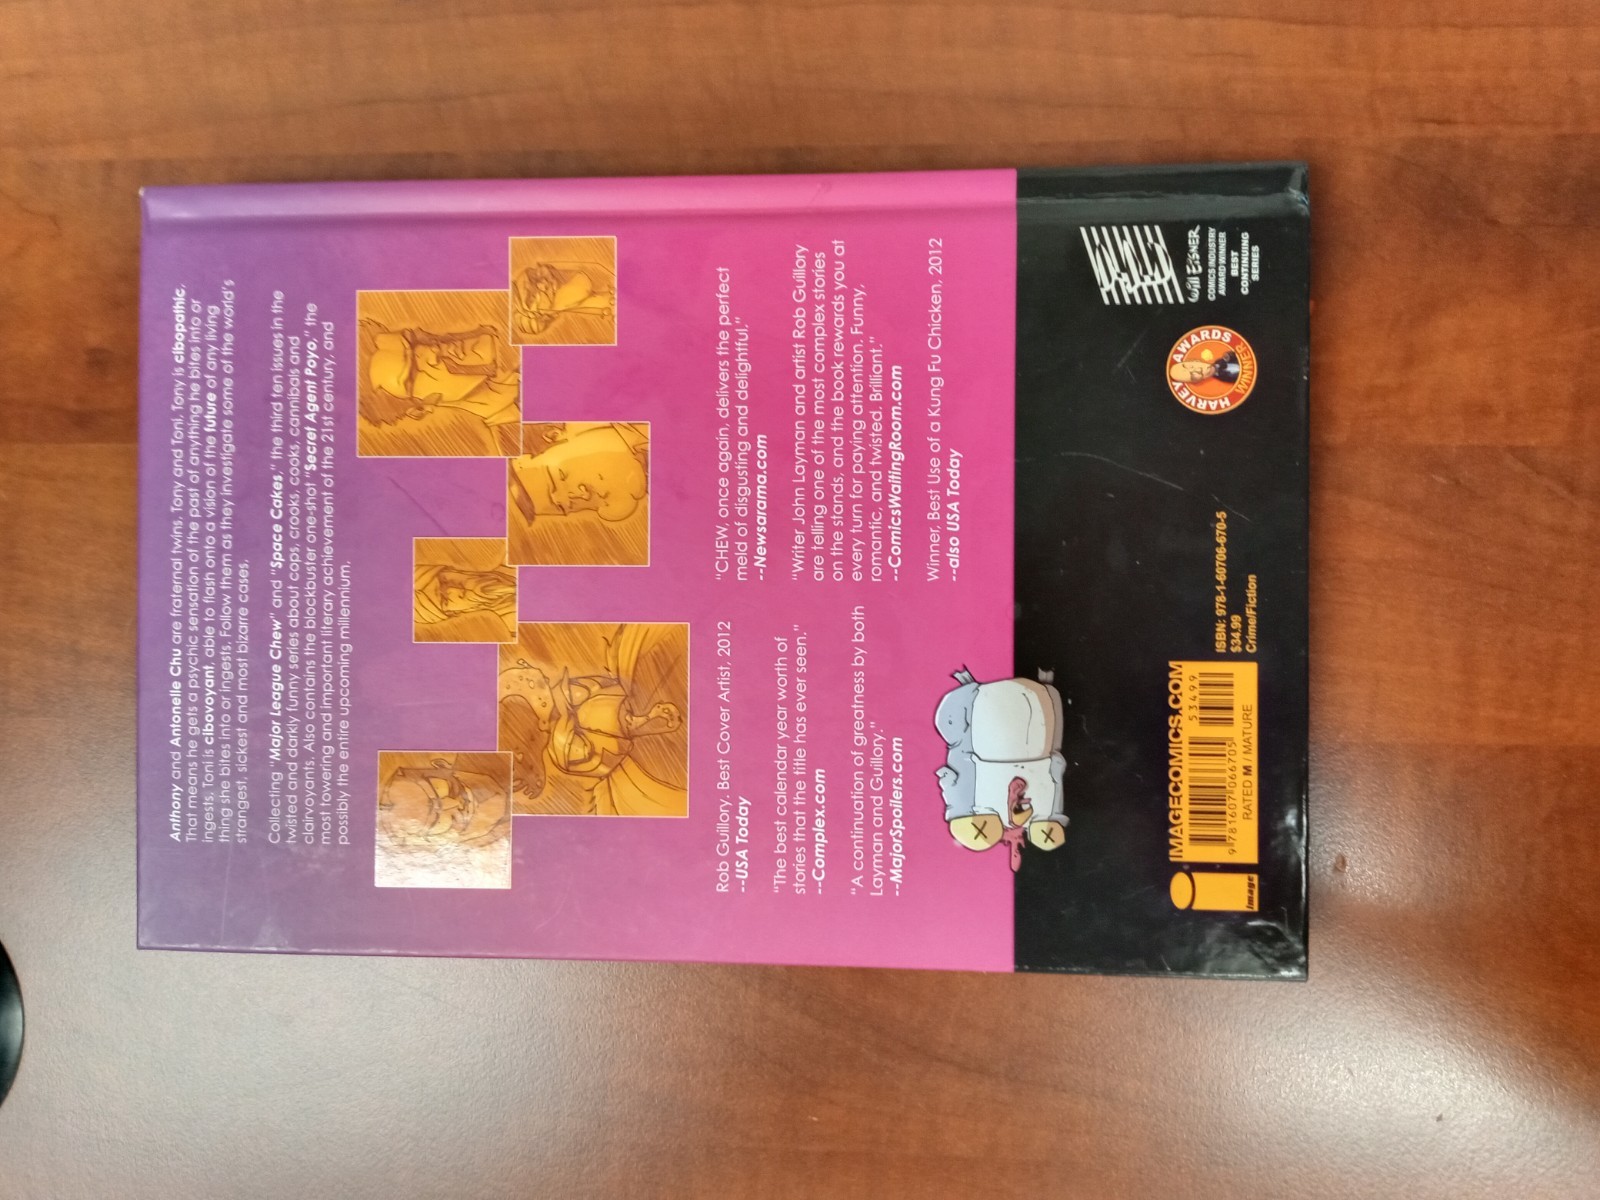 Anthony and Antonelle Chu are fraternal twins, Tony and Toni. Tony is cibopathic.
That means he gets a psychic sensation of the past of anything he bites into or
ingests. Toni is cibovoyant, able to flash onto a vision of the future of any living
thing she bites into or ingests. Follow them as they investigate some of the world's
strangest, sickest and most bizarre cases.
Collecting "Major League Chew" and "Space Cakes," the third ten issues in the
twisted and darkly funny series about cops, crooks, cooks, cannibals and
clairvoyants. Also contains the blockbuster one-shot "Secret Agent Poyo," the
most towering and important literary achievement of the 21st century, and
possibly the entire upcoming millennium.
Rob Guillory, Best Cover Artist, 2012
--USA Today
"The best calendar year worth of
stories that the title has ever seen."
--Complex.com
"A continuation of greatness by both
Layman and Guillory."
--MajorSpoilers.com
"CHEW, once again, delivers the perfect
meld of disgusting and delightful,"
--Newsarama.com
"Writer John Layman and artist Rob Guillory
are telling one of the most complex stories
on the stands, and the book rewards you at
every turn for paying attention. Funny,
romantic, and twisted. Brilliant."
--ComicsWaitingRoom.com
Winner, Best Use of a Kung Fu Chicken, 2012
--also USA Today
image
IMAGECOMICS.COM
53499
9 781607 066705
RATED M / MATURE
ISBN: 978-1-60706-670-5
$34.99
Crime/Fiction
HARVEY AWARDS
WINNER
Will Eisner
COMICS INDUSTRY
AWARD WINNER
BEST
CONTINUING
SERIES